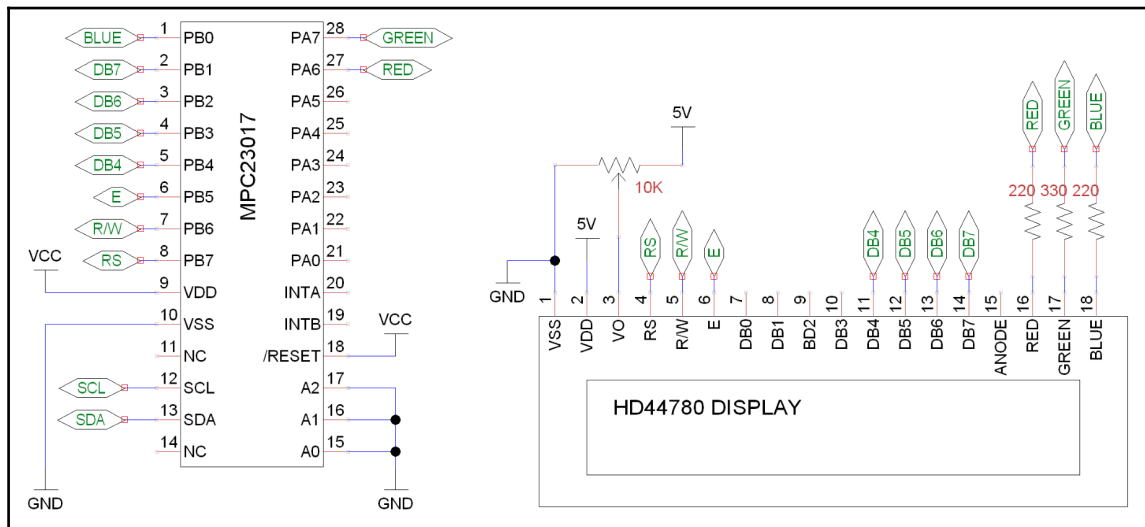 BLUE 1 PB0 PA7 28 GREEN
DB7 2 PB1 PA6 27 RED
DB6 3 PB2 PA5 26
DB5 4 PB3 PA4 25
DB4 5 PB4 PA3 24
E 6 PB5 PA2 23
R/W 7 PB6 PA1 22
RS 8 PB7 PA0 21
VCC
9 VDD INTA 20
10 VSS INTB 19
VCC
11 NC /RESET 18
SCL 12 SCL A2 17
SDA 13 SDA A1 16
14 NC A0 15
GND
GND
MPC23017
5V
10K
5V
GND
RS R/W E DB4 DB5 DB6 DB7
RED GREEN BLUE
220 330 220
1 2 3 4 5 6 7 8 9 10 11 12 13 14 15 16 17 18
VSS VDD VO RS R/W E DB0 DB1 BD2 DB3 DB4 DB5 DB6 DB7 ANODE RED GREEN BLUE
HD44780 DISPLAY